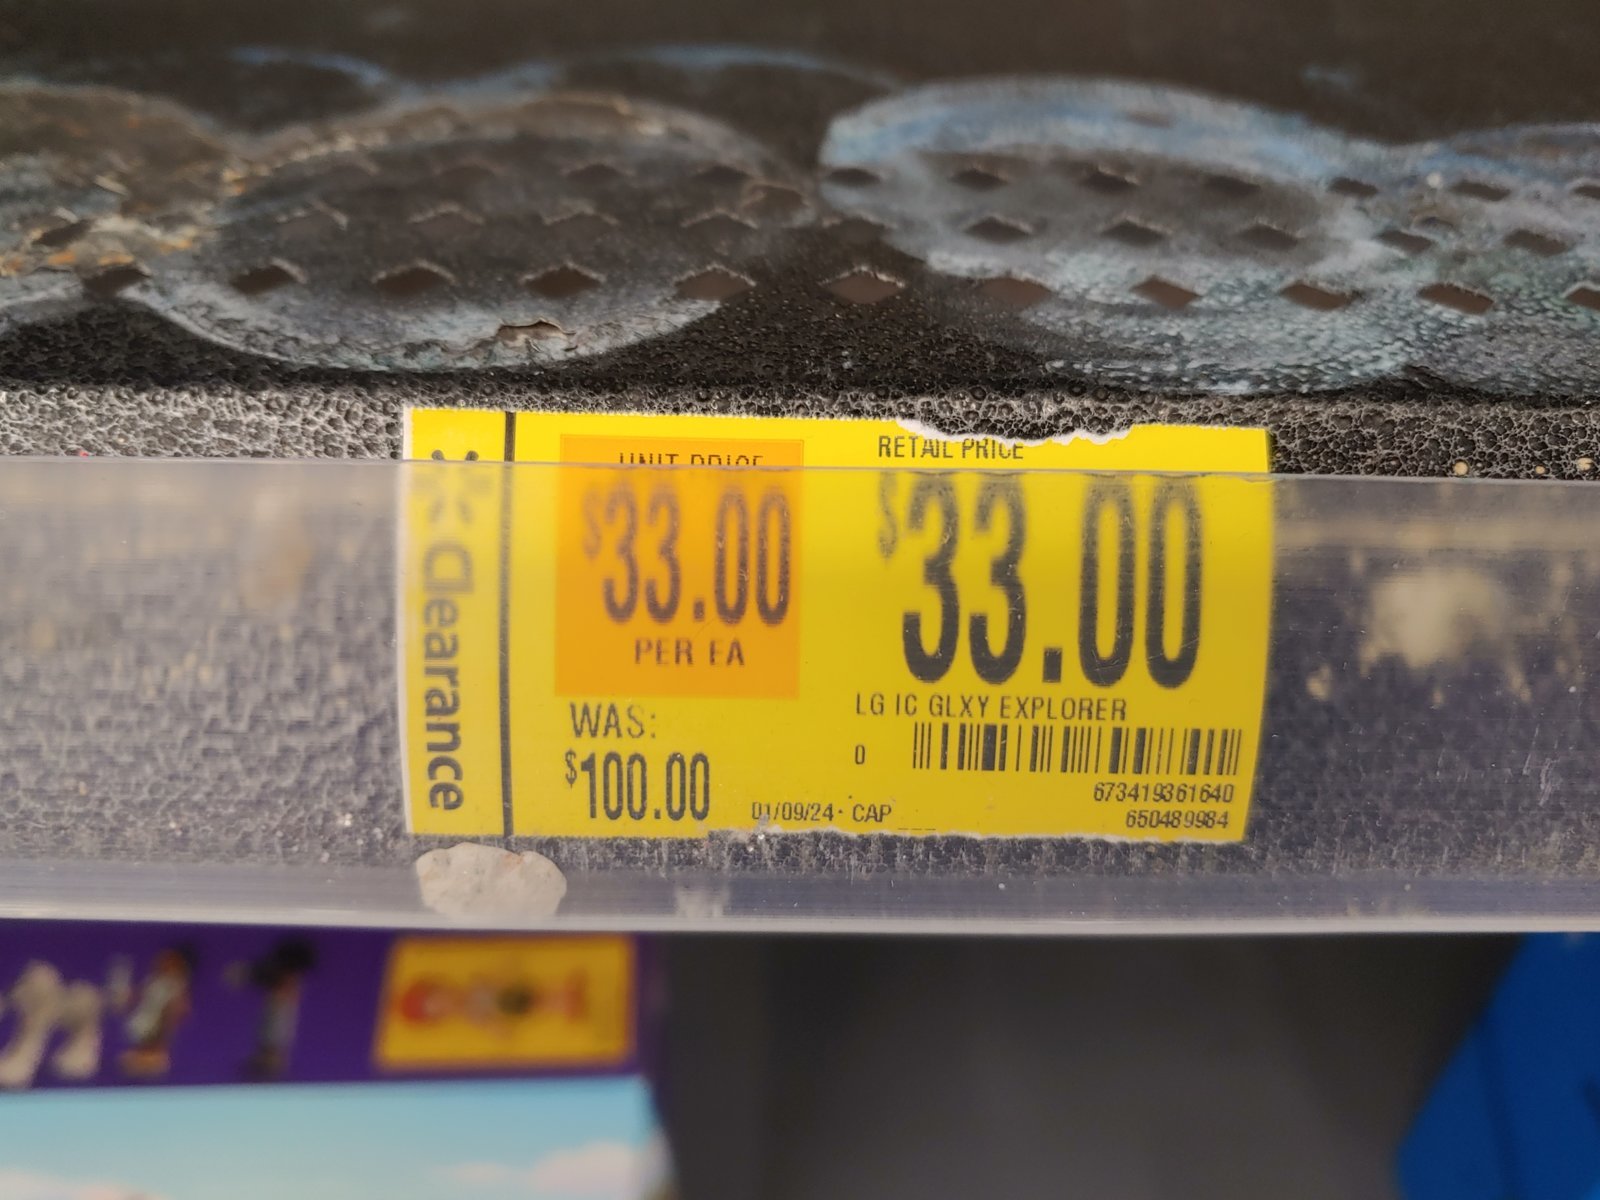 Clearance
UNIT PRICE
$33.00
PER EA
WAS:
$100.00
RETAIL PRICE
$33.00
LG IC GLXY EXPLORER
0
673419361640
650489984
01/09/24 · CAP